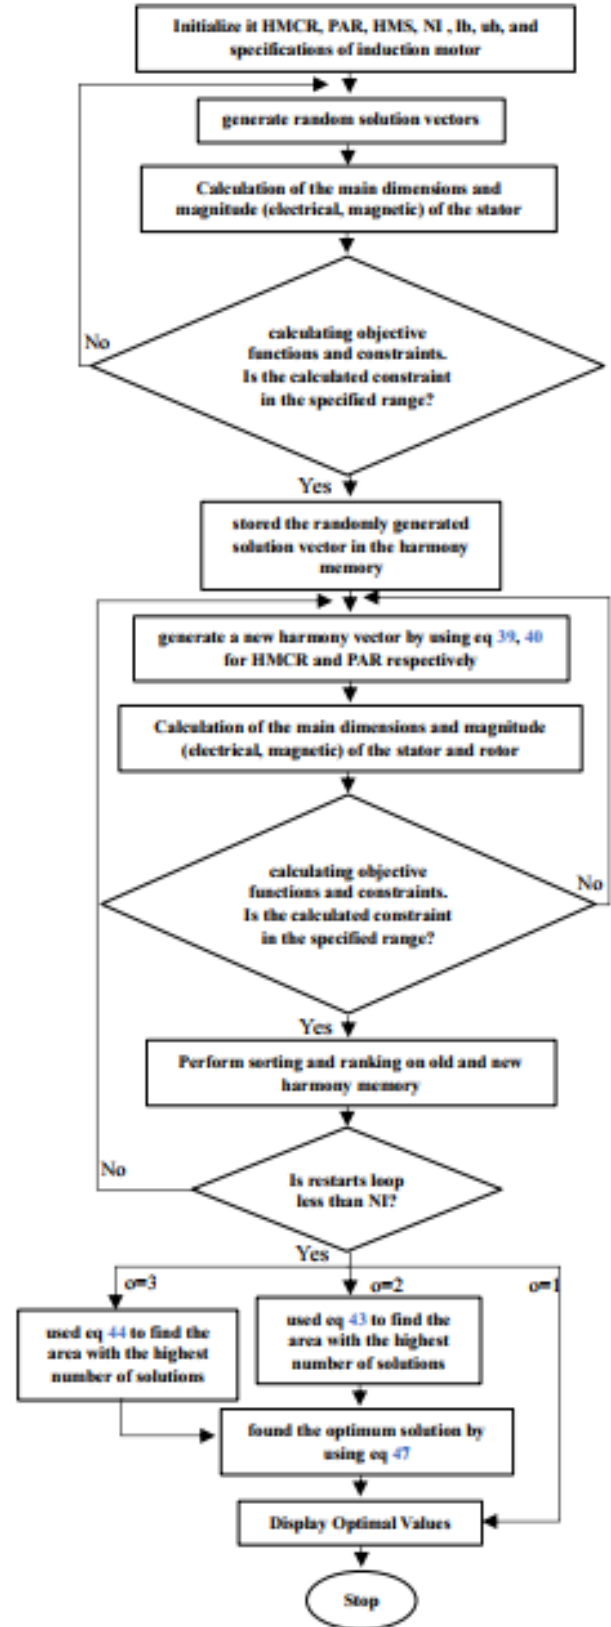 Initialize it HMCR, PAR, HMS, NI , lb, ub, and
specifications of induction motor
generate random solution vectors
Calculation of the main dimensions and
magnitude (electrical, magnetic) of the stator
calculating objective
functions and constraints.
Is the calculated constraint
in the specified range?
No
Yes
stored the randomly generated
solution vector in the harmony
memory
generate a new harmony vector by using eq 39, 40
for HMCR and PAR respectively
Calculation of the main dimensions and magnitude
(electrical, magnetic) of the stator and rotor
calculating objective
functions and constraints.
Is the calculated constraint
in the specified range?
No
Yes
Perform sorting and ranking on old and new
harmony memory
Is restarts loop
less than NI?
No
Yes
o=3
o=2
o=1
used eq 44 to find the
area with the highest
number of solutions
used eq 43 to find the
area with the highest
number of solutions
found the optimum solution by
using eq 47
Display Optimal Values
Stop